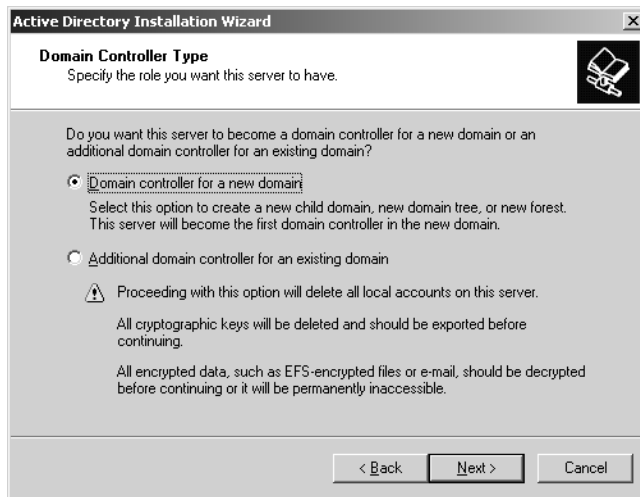 Active Directory Installation Wizard
Domain Controller Type
Specify the role you want this server to have.
Do you want this server to become a domain controller for a new domain or an
additional domain controller for an existing domain?
Domain controller for a new domain
Select this option to create a new child domain, new domain tree, or new forest.
This server will become the first domain controller in the new domain.
Additional domain controller for an existing domain
Proceeding with this option will delete all local accounts on this server.
All cryptographic keys will be deleted and should be exported before
continuing.
All encrypted data, such as EFS-encrypted files or e-mail, should be decrypted
before continuing or it will be permanently inaccessible.
< Back Next > Cancel